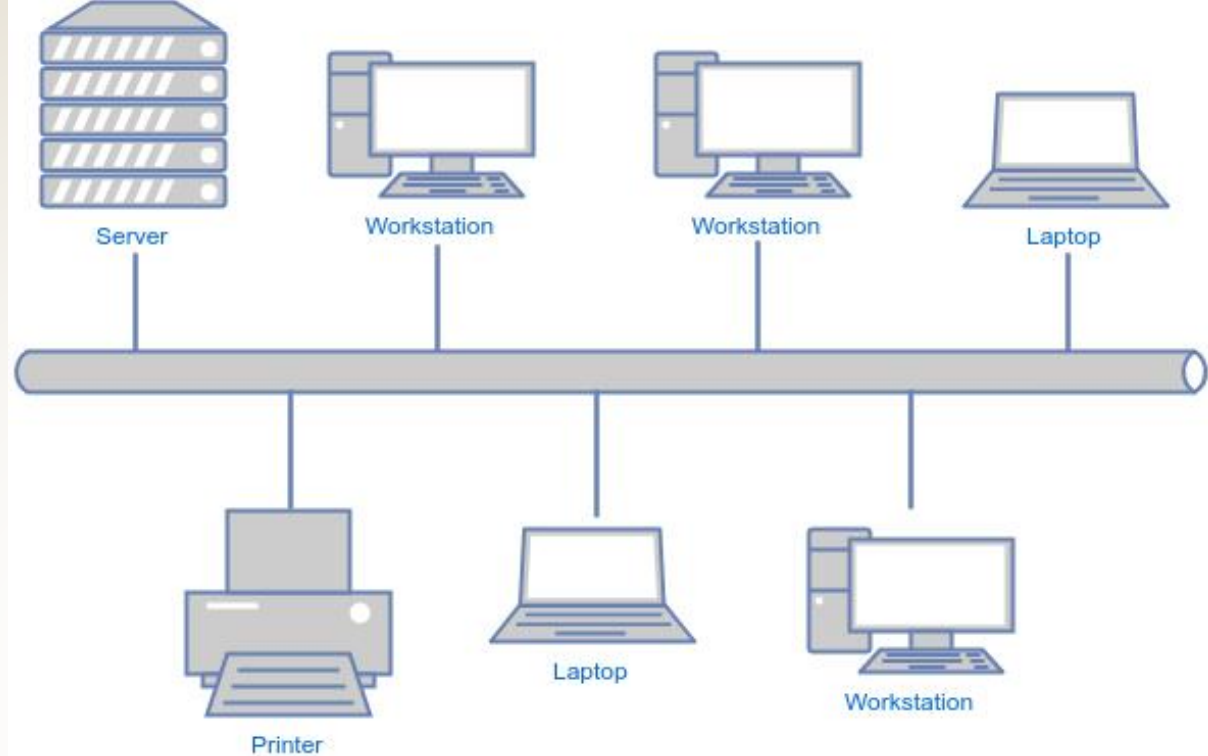 Server
Workstation
Workstation
Laptop
Printer
Laptop
Workstation